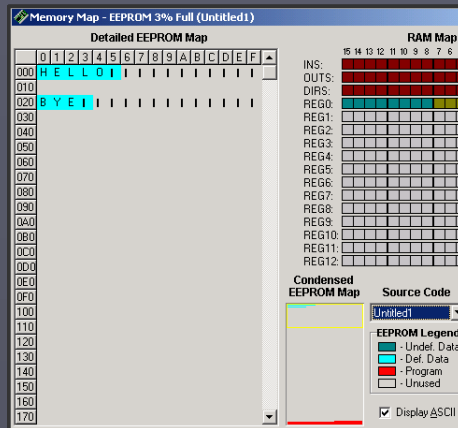 Memory Map - EEPROM 3% Full (Untitled1)
Detailed EEPROM Map
0 1 2 3 4 5 6 7 8 9 A B C D E F
000 H E L L O
010
020 B Y E
030
040
050
060
070
080
090
0A0
0B0
0C0
0D0
0E0
0F0
100
110
120
130
140
150
160
170
RAM Map
15 14 13 12 11 10 9 8 7 6
INS:
OUTS:
DIRS:
REG0:
REG1:
REG2:
REG3:
REG4:
REG5:
REG6:
REG7:
REG8:
REG9:
REG10:
REG11:
REG12:
Condensed
EEPROM Map
Source Code
Untitled1
EEPROM Legend
- Undef. Data
- Def. Data
- Program
- Unused
Display ASCII